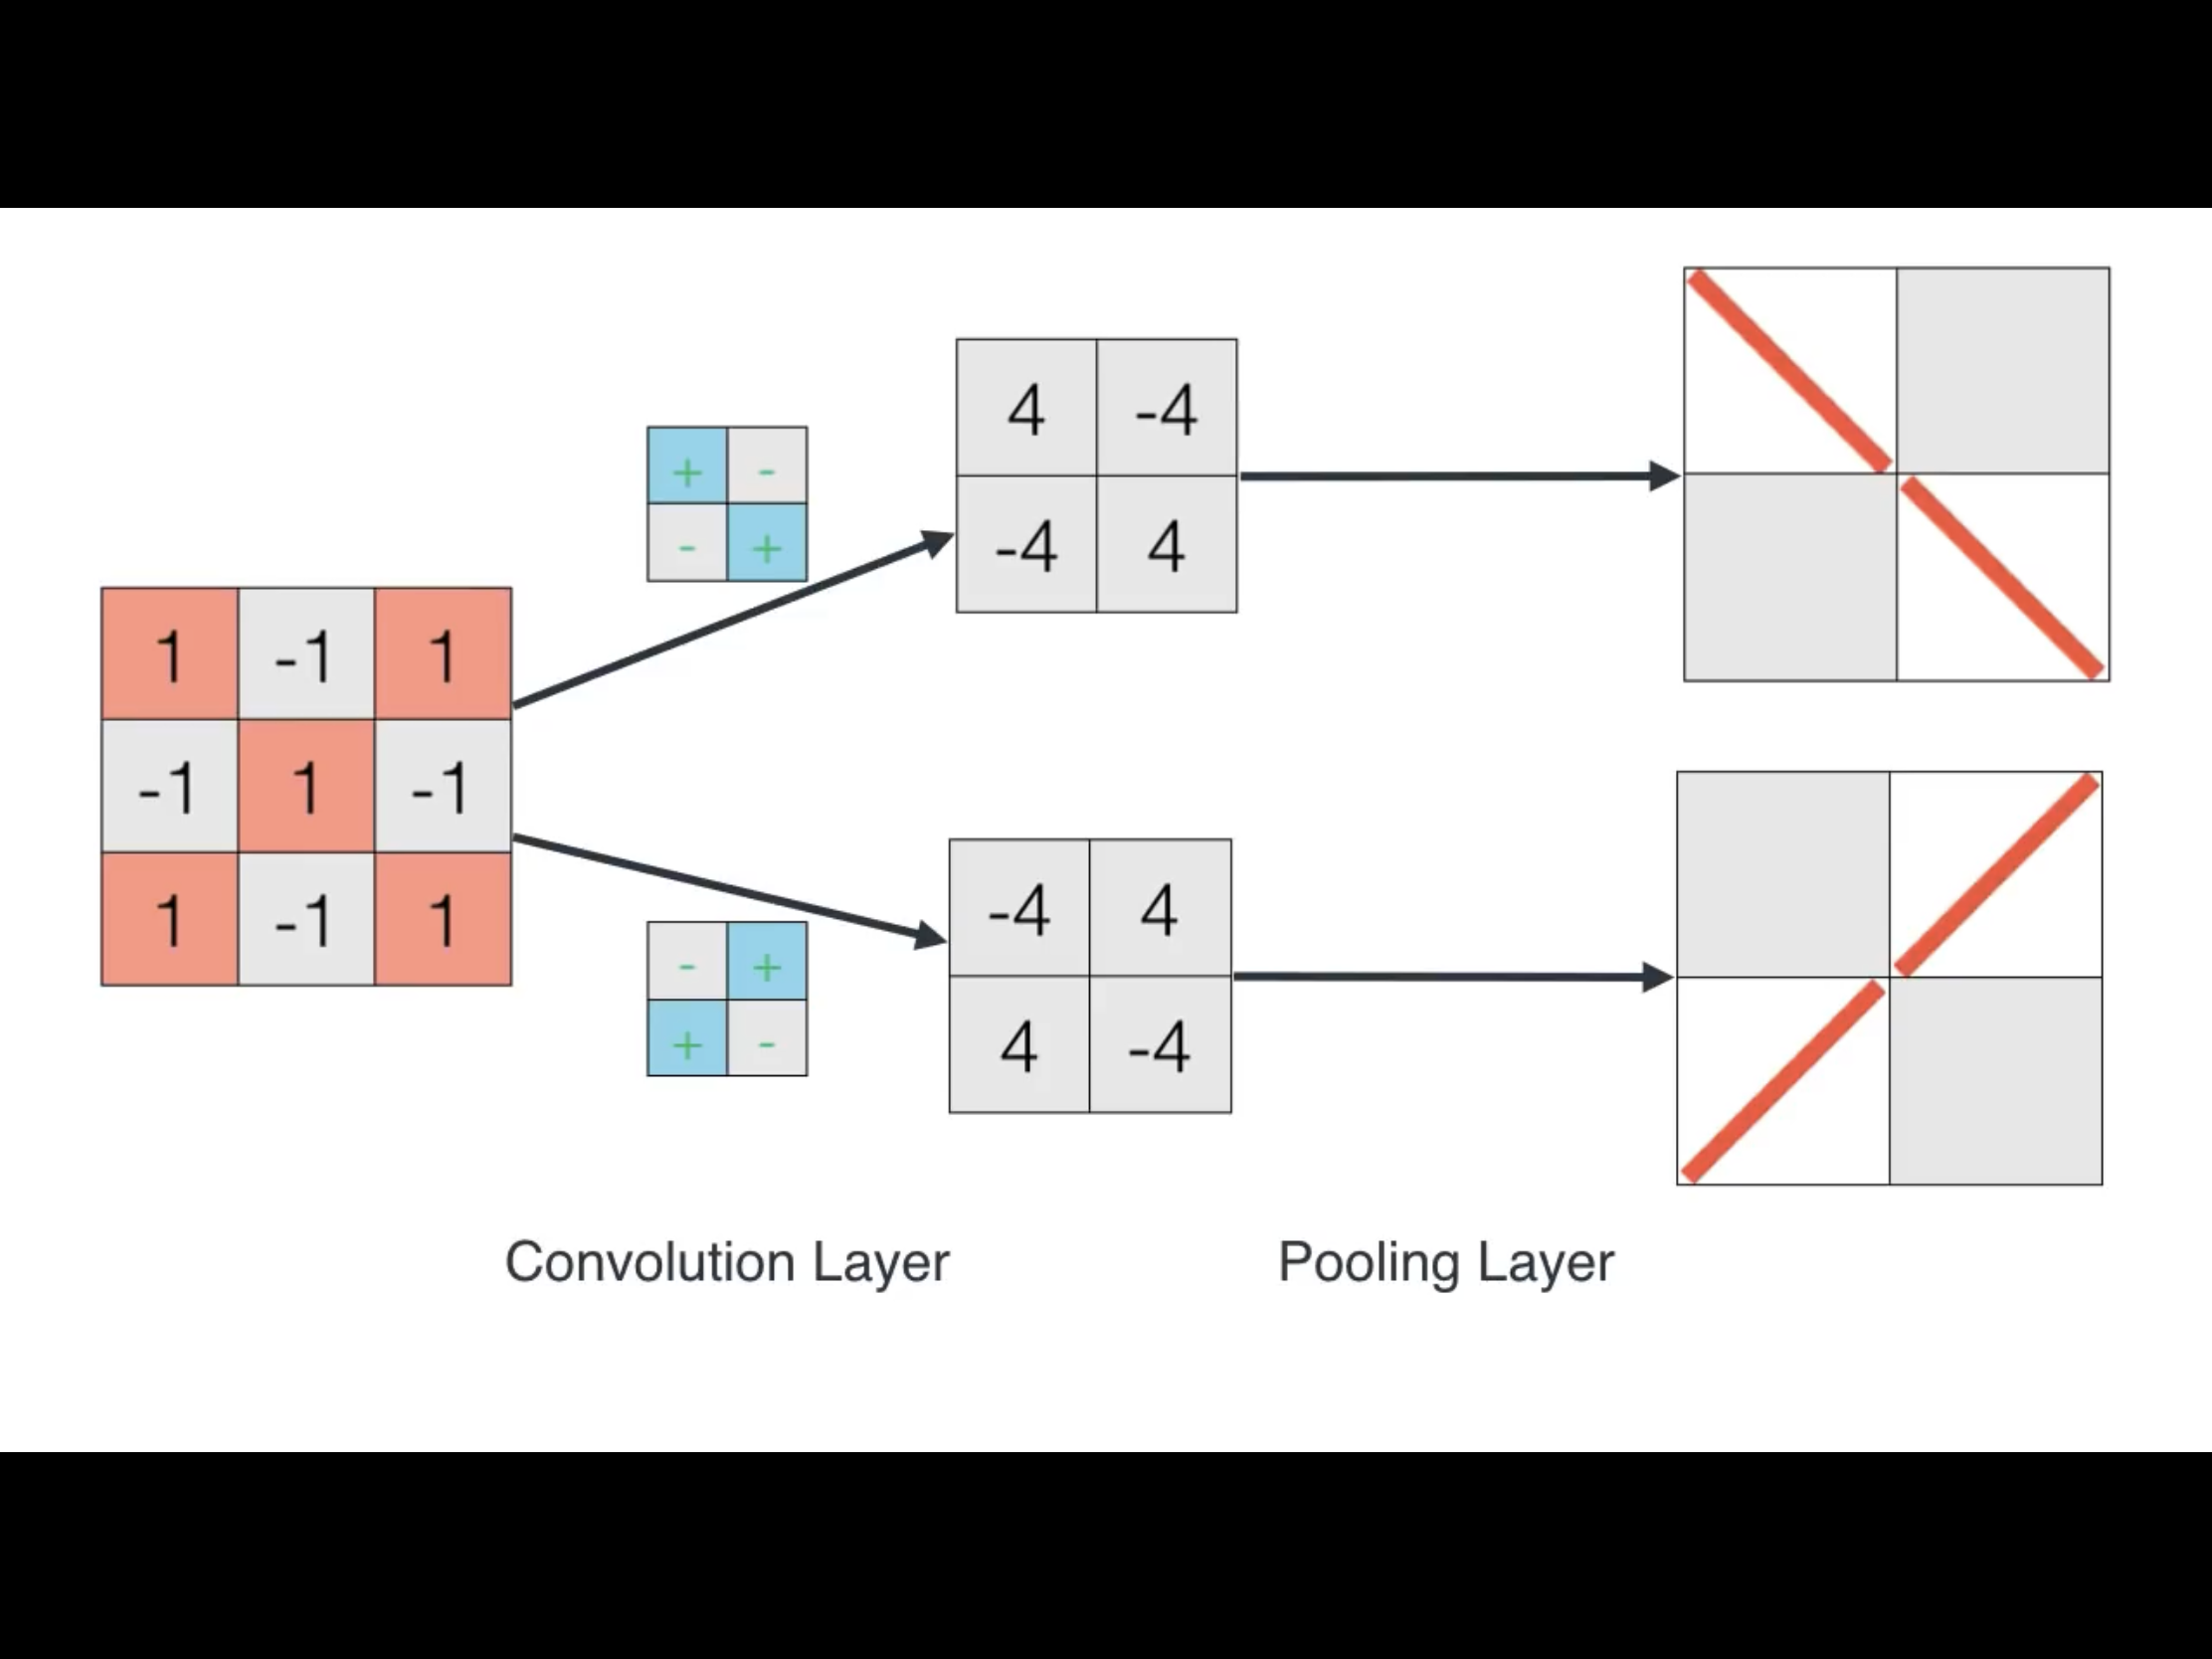 1 -1 1
-1 1 -1
1 -1 1
+ -
- +
4 -4
-4 4
- +
+ -
-4 4
4 -4
Convolution Layer
Pooling Layer